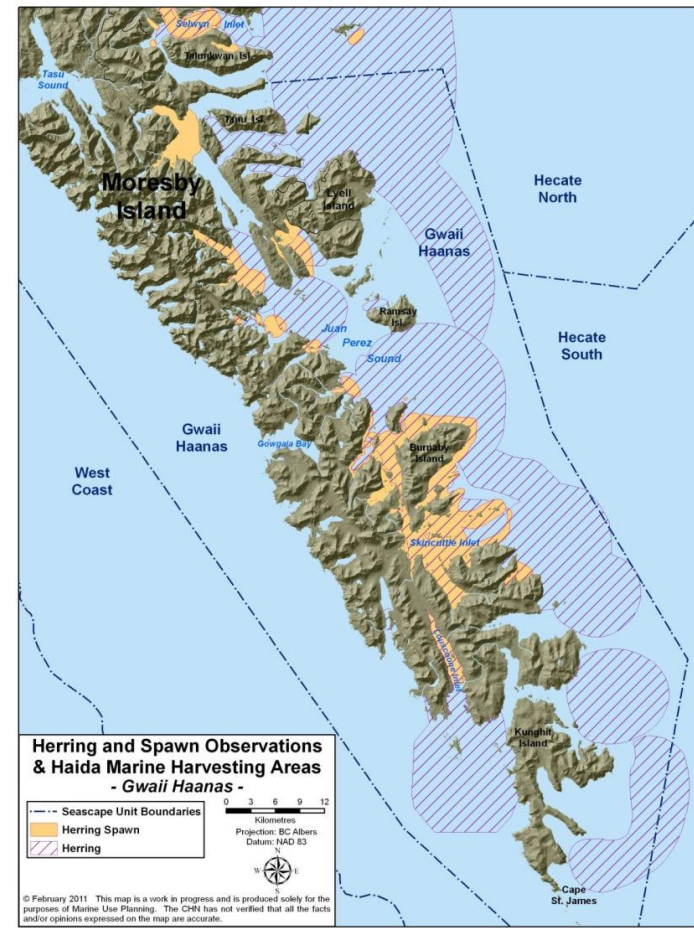 Selwyn Inlet
Talunkwan Isl.
Tasu
Sound
Tanu Isl.
Moresby
Island
Lyell
Island
Hecate
North
Gwaii
Haanas
Ramsay
Isl.
Juan
Perez
Sound
Hecate
South
Gwaii
Haanas
Burnaby
Island
Gowgaia Bay
West
Coast
Skincuttle Inlet
Louscoone Inlet
Kunghit
Island
Cape
St. James
Herring and Spawn Observations
& Haida Marine Harvesting Areas
- Gwaii Haanas -
Seascape Unit Boundaries
Herring Spawn
Herring
0 3 6 9 12
Kilometres
Projection: BC Albers
Datum: NAD 83
N
W E
S
© February 2011 This map is a work in progress and is produced solely for the
purposes of Marine Use Planning. The CHN has not verified that all the facts
and/or opinions expressed on the map are accurate.